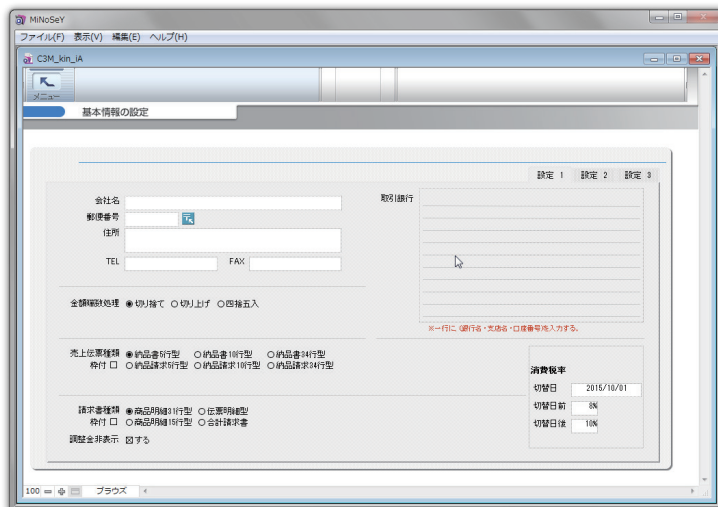 MiNoSeY
ファイル(F) 表示(V) 編集(E) ヘルプ(H)
C3M_kin_iA
メニュー
基本情報の設定
設定 1 設定 2 設定 3
会社名
取引銀行
郵便番号
住所
TEL FAX
金額端数処理 切り捨て 切り上げ 四捨五入
※一行に（銀行名・支店名・口座番号)を入力する。
売上伝票種類 納品書5行型 納品書10行型 納品書34行型
枠付 納品請求5行型 納品請求10行型 納品請求34行型
消費税率
切替日 2015/10/01
切替日前 8%
切替日後 10%
請求書種類 商品明細31行型 伝票明細型
枠付 商品明細15行型 合計請求書
調整金非表示 する
100 ブラウズ